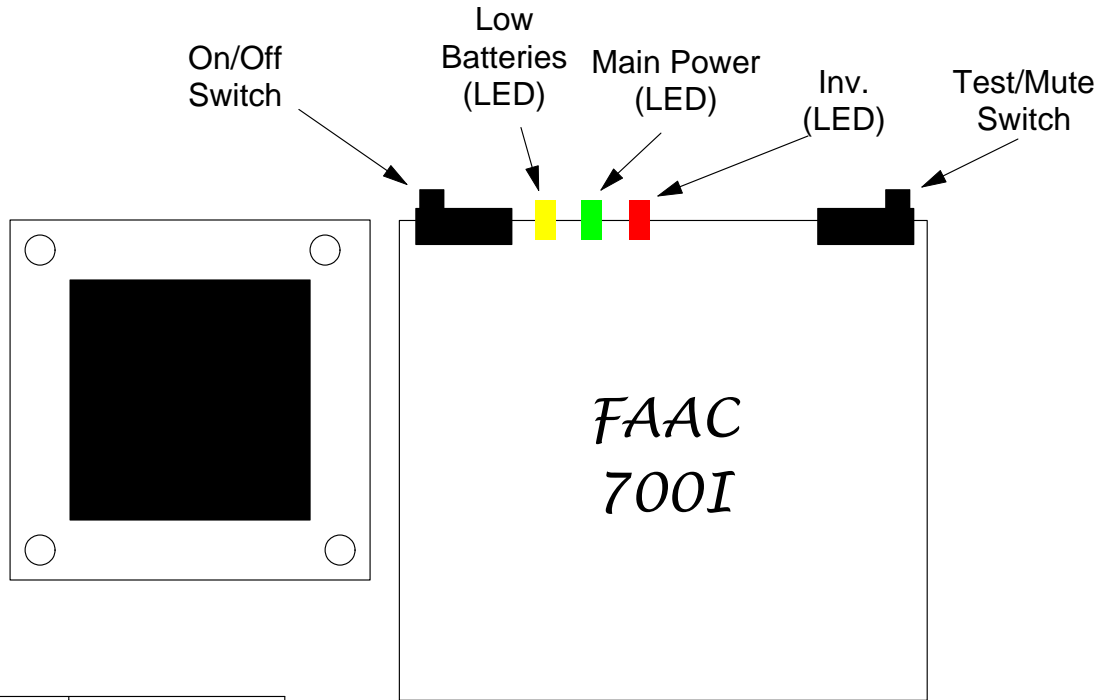 On/Off
Switch
Low
Batteries
(LED)
Main Power
(LED)
Inv.
(LED)
Test/Mute
Switch
FAAC
700I